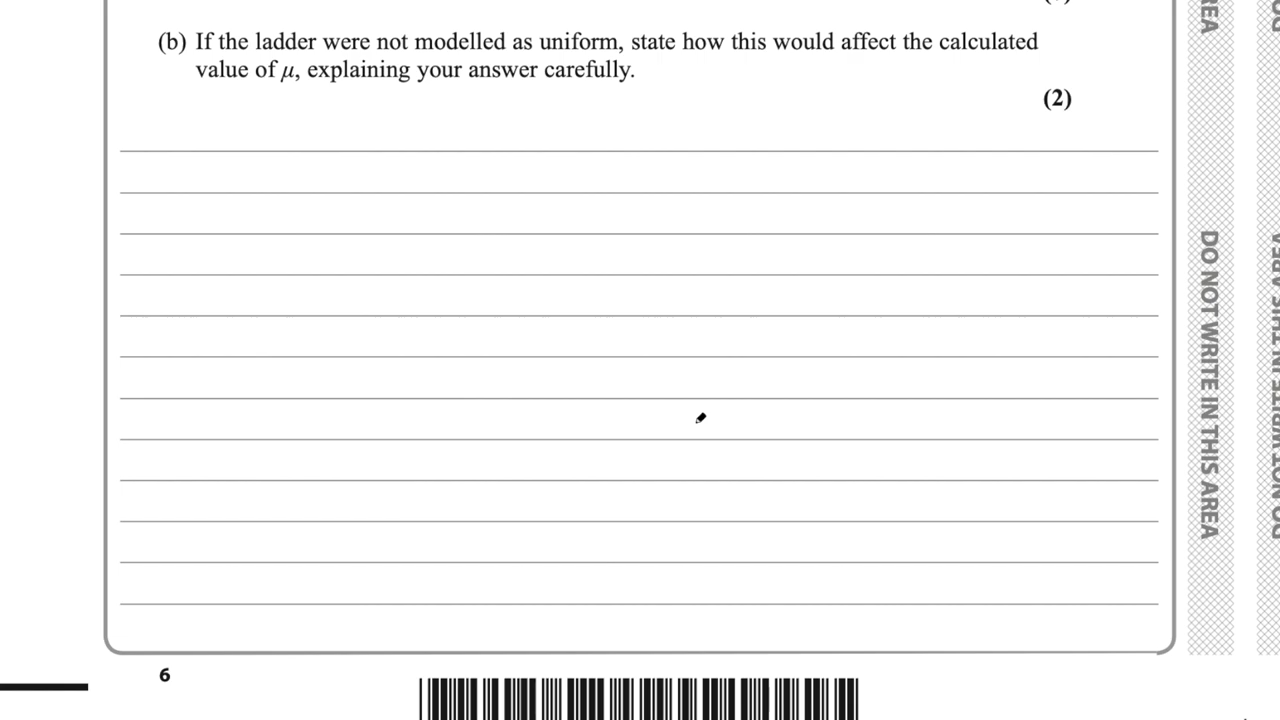 (b) If the ladder were not modelled as uniform, state how this would affect the calculated
value of μ, explaining your answer carefully.
(2)
DO NOT WRITE IN THIS AREA
6